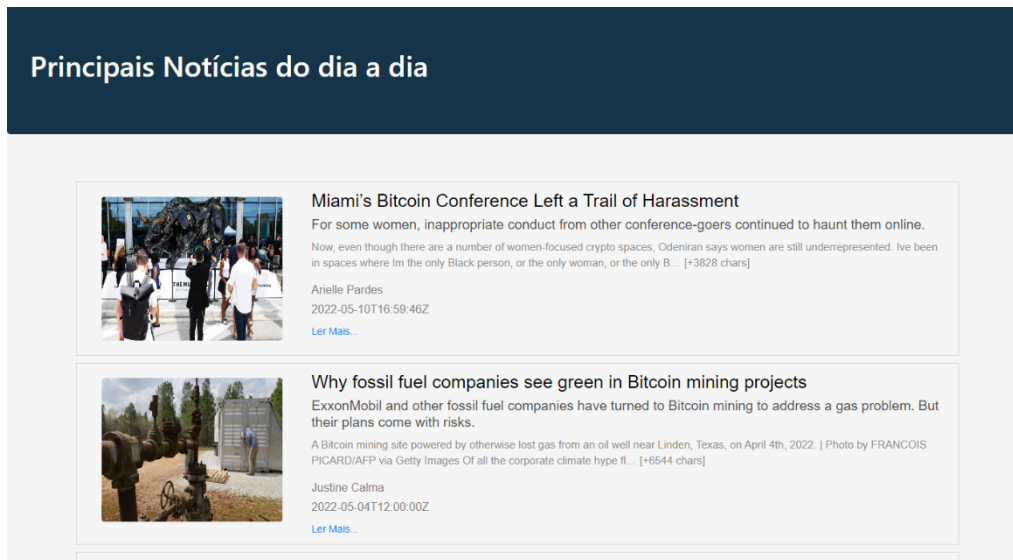 Principais Notícias do dia a dia
Miami's Bitcoin Conference Left a Trail of Harassment
For some women, inappropriate conduct from other conference-goers continued to haunt them online.
Now, even though there are a number of women-focused crypto spaces, Odeniran says women are still underrepresented. Ive been
in spaces where Im the only Black person, or the only woman, or the only B... [+3828 chars]
Arielle Pardes
2022-05-10T16:59:46Z
Ler Mais...
Why fossil fuel companies see green in Bitcoin mining projects
ExxonMobil and other fossil fuel companies have turned to Bitcoin mining to address a gas problem. But
their plans come with risks.
A Bitcoin mining site powered by otherwise lost gas from an oil well near Linden, Texas, on April 4th, 2022. | Photo by FRANCOIS
PICARD/AFP via Getty Images Of all the corporate climate hype fl... [+6544 chars]
Justine Calma
2022-05-04T12:00:00Z
Ler Mais...